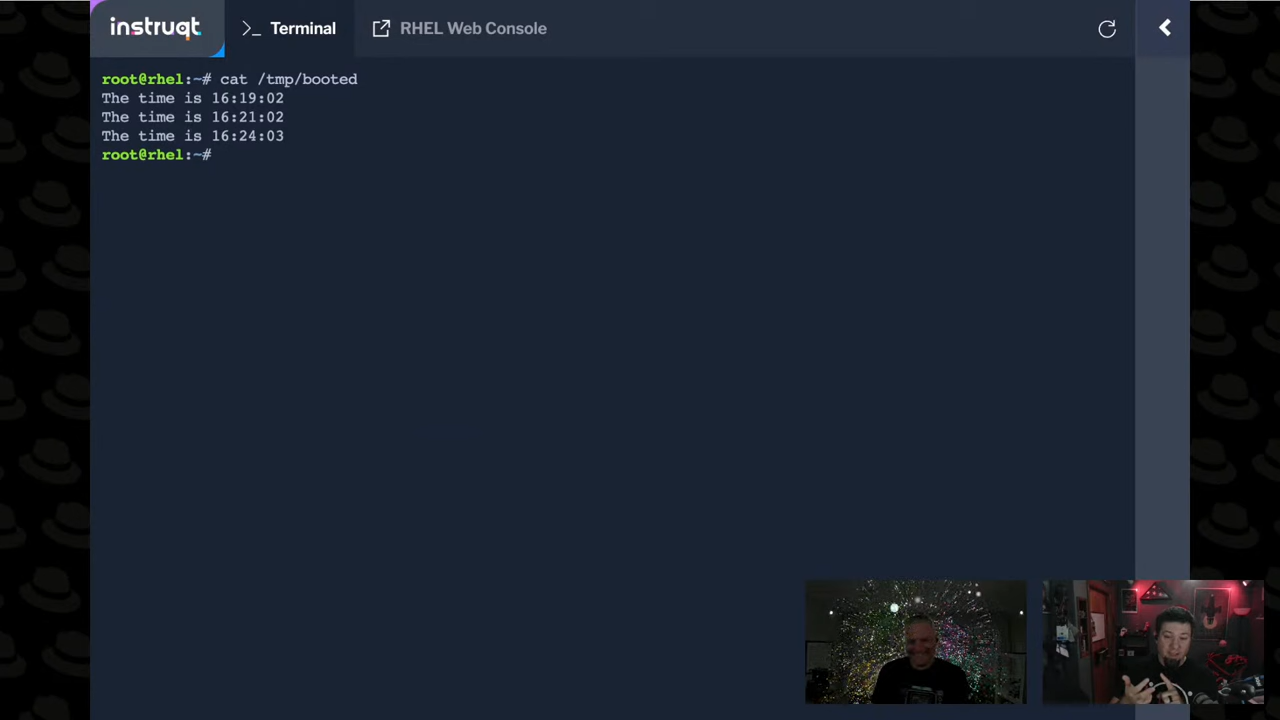 instruqt
>_ Terminal
RHEL Web Console
root@rhel:~# cat /tmp/booted
The time is 16:19:02
The time is 16:21:02
The time is 16:24:03
root@rhel:~#